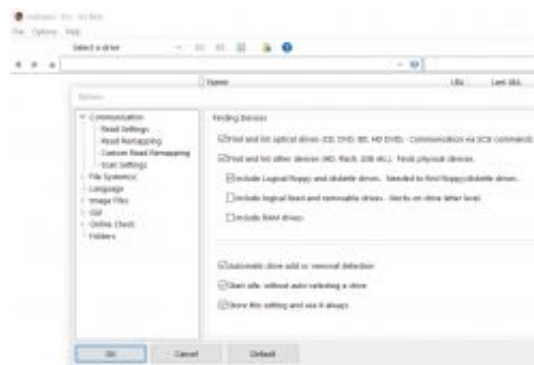 File Options Help
Select a drive
Name LBA Last LBA
Options
Communication
Read Settings
Read Remapping
Custom Read Remapping
Scan Settings
File Systems
Language
Image Files
GUI
Online Check
Folders
Finding Devices
Find and list optical drives (CD, DVD, BD, HD DVD). Communication via SCSI commands
Find and list other devices (HD, Flash, USB etc.). Finds physical devices.
Include Logical floppy and diskette drives. Needed to find floppy/diskette drives.
Include logical fixed and removable drives. Works on drive letter level.
Include RAM drives
Automatic drive add or removal detection
Start idle, without auto-selecting a drive
Store this setting and use it always
OK Cancel Default